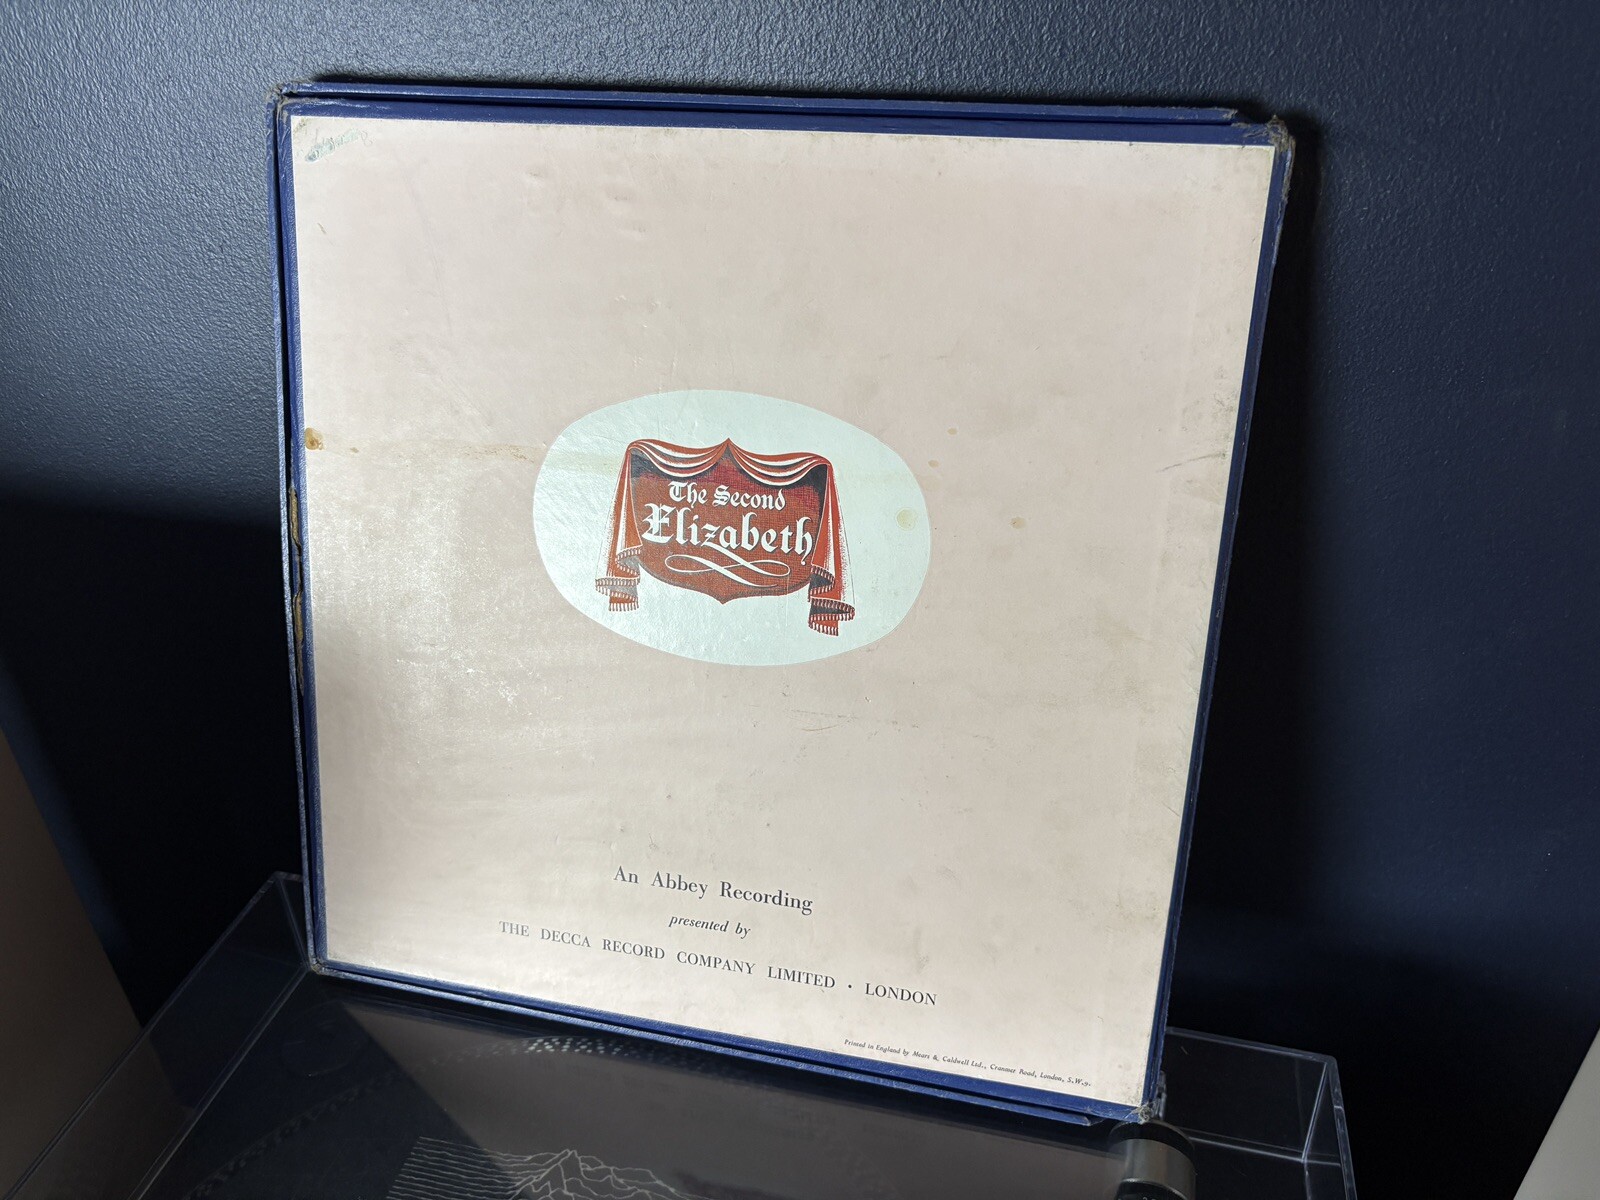 The Second
Elizabeth
An Abbey Recording
presented by
THE DECCA RECORD COMPANY LIMITED · LONDON
Printed in England by Mears & Caldwell Ltd., Cranmer Road, London, S.W.9.